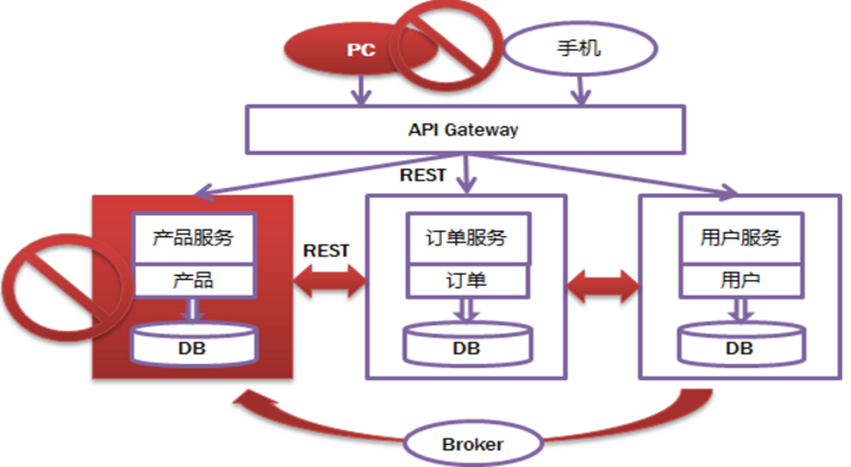 PC
手机
API Gateway
REST
产品服务
REST
订单服务
用户服务
产品
订单
用户
DB
DB
DB
Broker